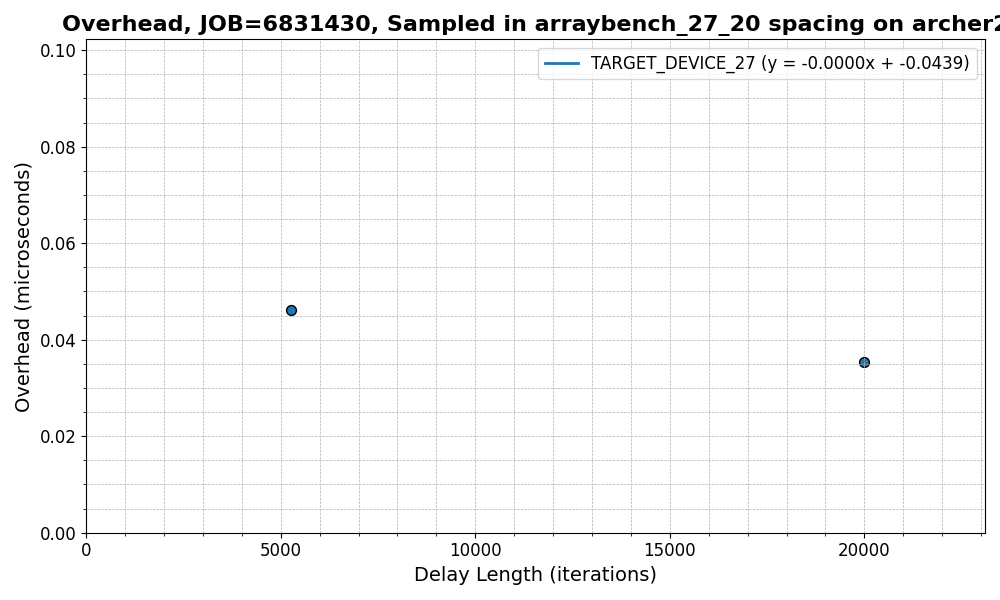 Overhead, JOB=6831430, Sampled in arraybench_27_20 spacing on archer2
TARGET_DEVICE_27 (y = -0.0000x + -0.0439)
Overhead (microseconds)
0.10
0.08
0.06
0.04
0.02
0.00
0 5000 10000 15000 20000
Delay Length (iterations)